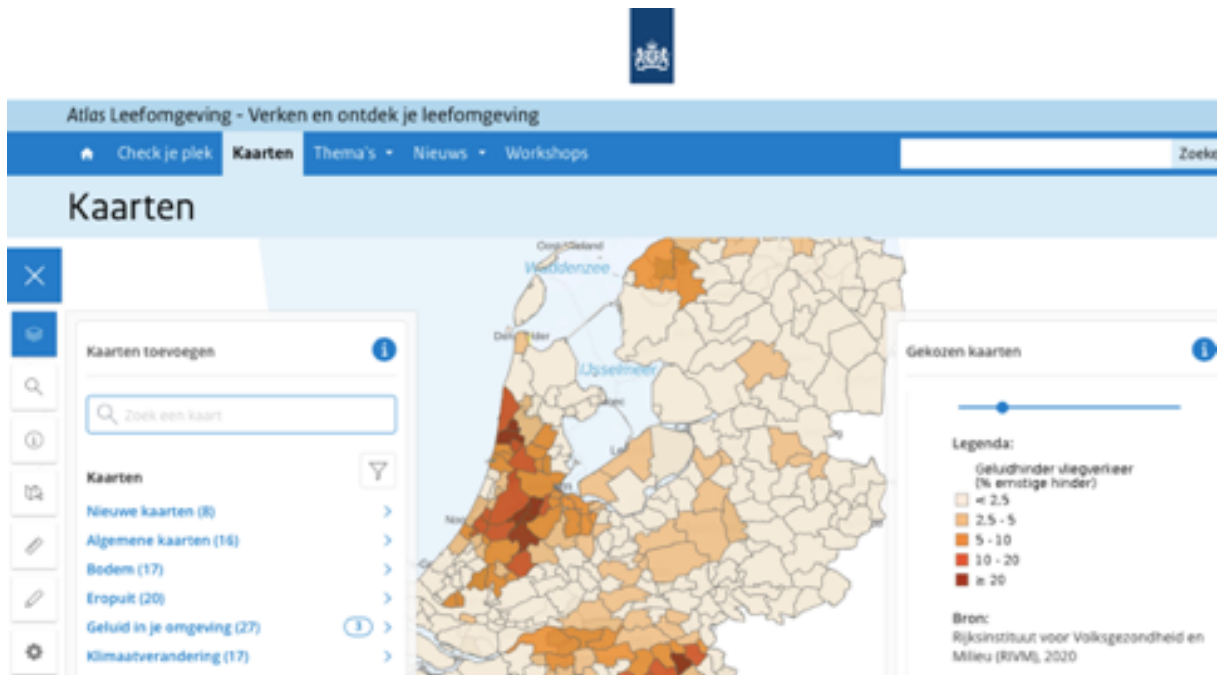 Atlas Leefomgeving - Verken en ontdek je leefomgeving
Check je plek Kaarten Thema's Nieuws Workshops
Zoeke
Kaarten
Waddenzee
IJsselmeer
Kaarten toevoegen
Zoek een kaart
Kaarten
Nieuwe kaarten (8)
Algemene kaarten (16)
Bodem (17)
Eropuit (20)
Geluid in je omgeving (27) 3
Klimaatverandering (17)
Gekozen kaarten
Legenda:
Geluidhinder vliegverkeer
(% ernstige hinder)
< 2,5
2,5 - 5
5 - 10
10 - 20
≥ 20
Bron:
Rijksinstituut voor Volksgezondheid en
Milieu (RIVM), 2020